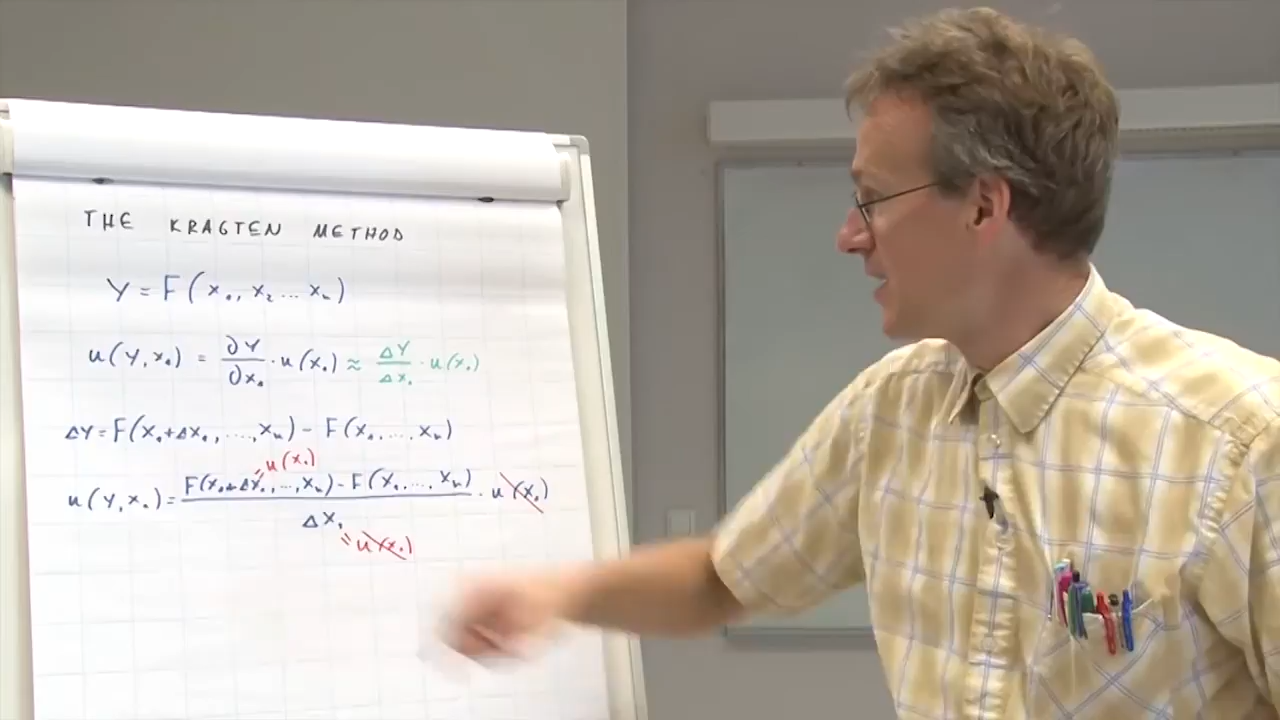 THE KRAGTEN METHOD
Y = F(x₁, x₂ ... xₙ)
u(Y, x₁) = ∂Y/∂x₁ · u(x₁) ≈ ΔY/Δx₁ · u(x₁)
ΔY = F(x₁+Δx₁, ..., xₙ) - F(x₁, ..., xₙ)
= u(x₁)
u(Y, x₁) = F(x₁+Δx₁, ..., xₙ) - F(x₁, ..., xₙ) / Δx₁ · u(x₁)
= u(x₁)